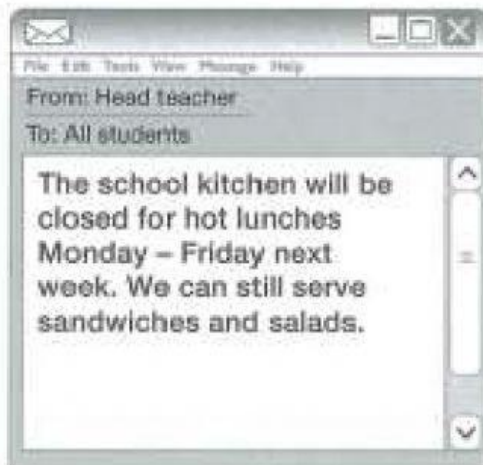 File Edit Tools View Message Help
From: Head teacher
To: All students
The school kitchen will be
closed for hot lunches
Monday – Friday next
week. We can still serve
sandwiches and salads.